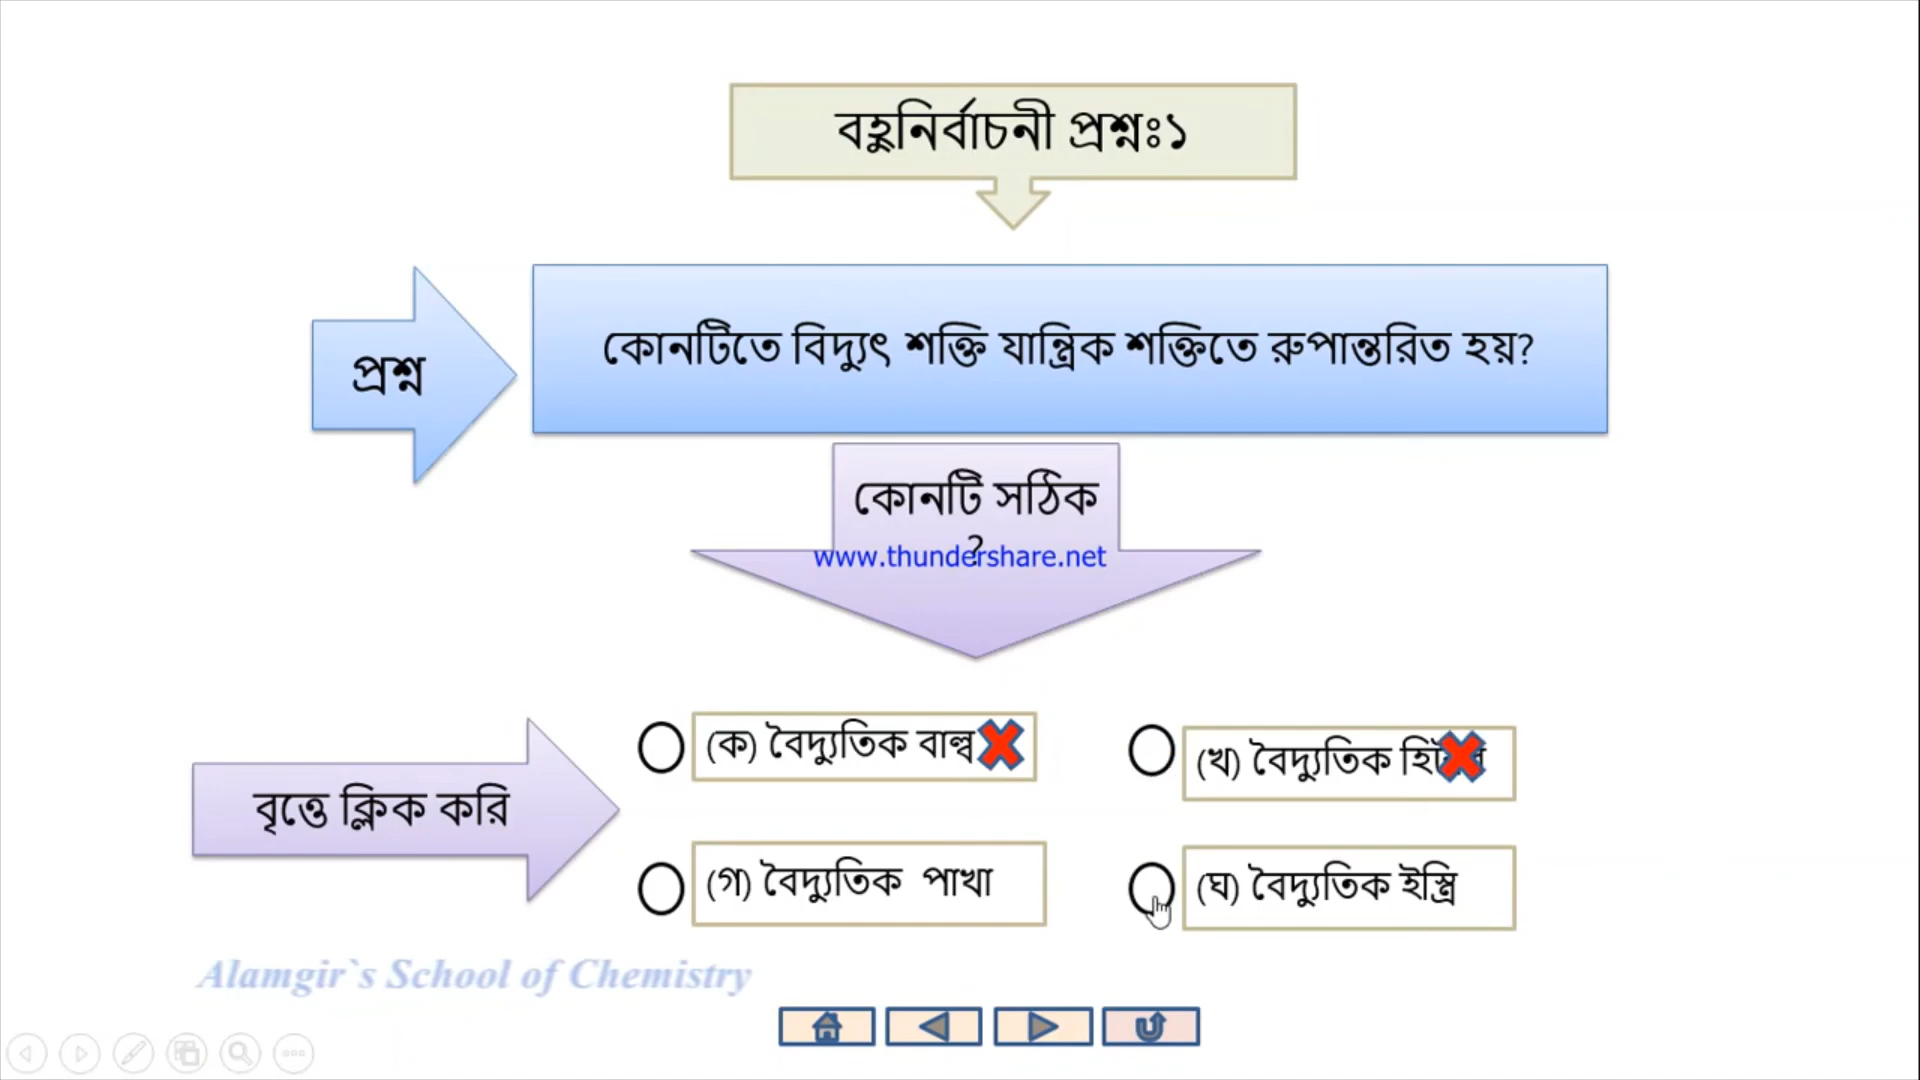 বহুনির্বাচনী প্রশ্নঃ১
প্রশ্ন
কোনটিতে বিদ্যুৎ শক্তি যান্ত্রিক শক্তিতে রুপান্তরিত হয়?
কোনটি সঠিক
?
www.thundershare.net
(ক) বৈদ্যুতিক বাল্ব
(খ) বৈদ্যুতিক
বৃত্তে ক্লিক করি
(গ) বৈদ্যুতিক পাখা
(ঘ) বৈদ্যুতিক ইস্ত্রি
Alamgir`s School of Chemistry